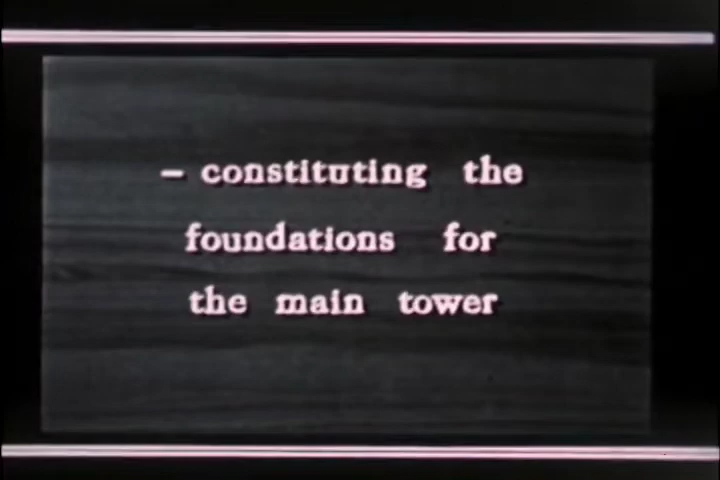 – constituting the
foundations for
the main tower